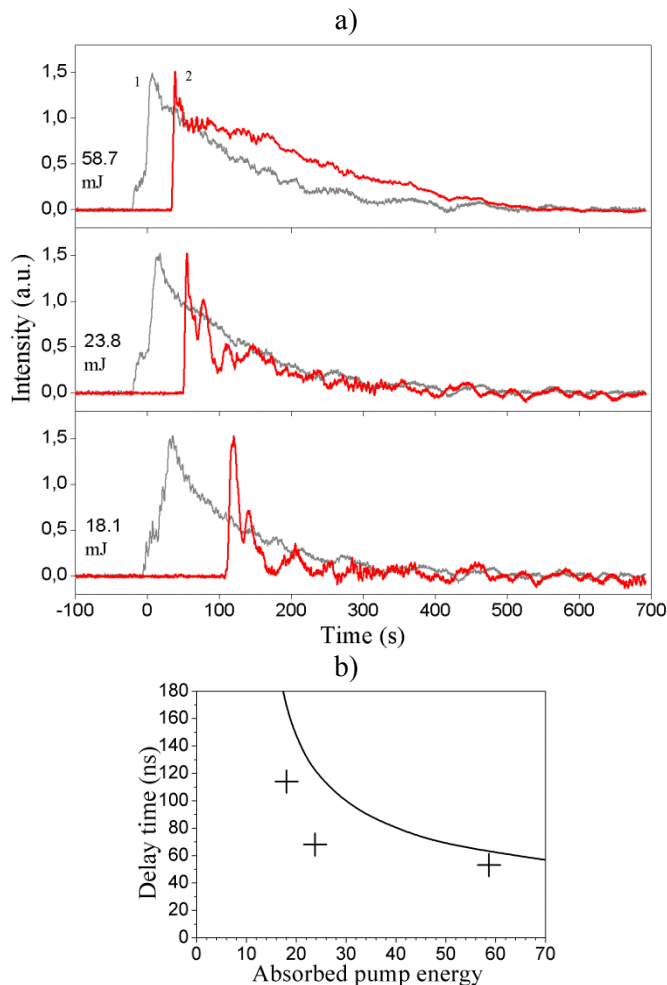 a)
1,5
1 2
1,0
0,5
58.7
mJ
0,0
1,5
1,0
0,5
23.8
mJ
0,0
1,5
1,0
0,5
18.1
mJ
0,0
Intensity (a.u.)
-100 0 100 200 300 400 500 600 700
Time (s)
b)
180
160
140
120
100
80
60
40
20
0
Delay time (ns)
0 10 20 30 40 50 60 70
Absorbed pump energy